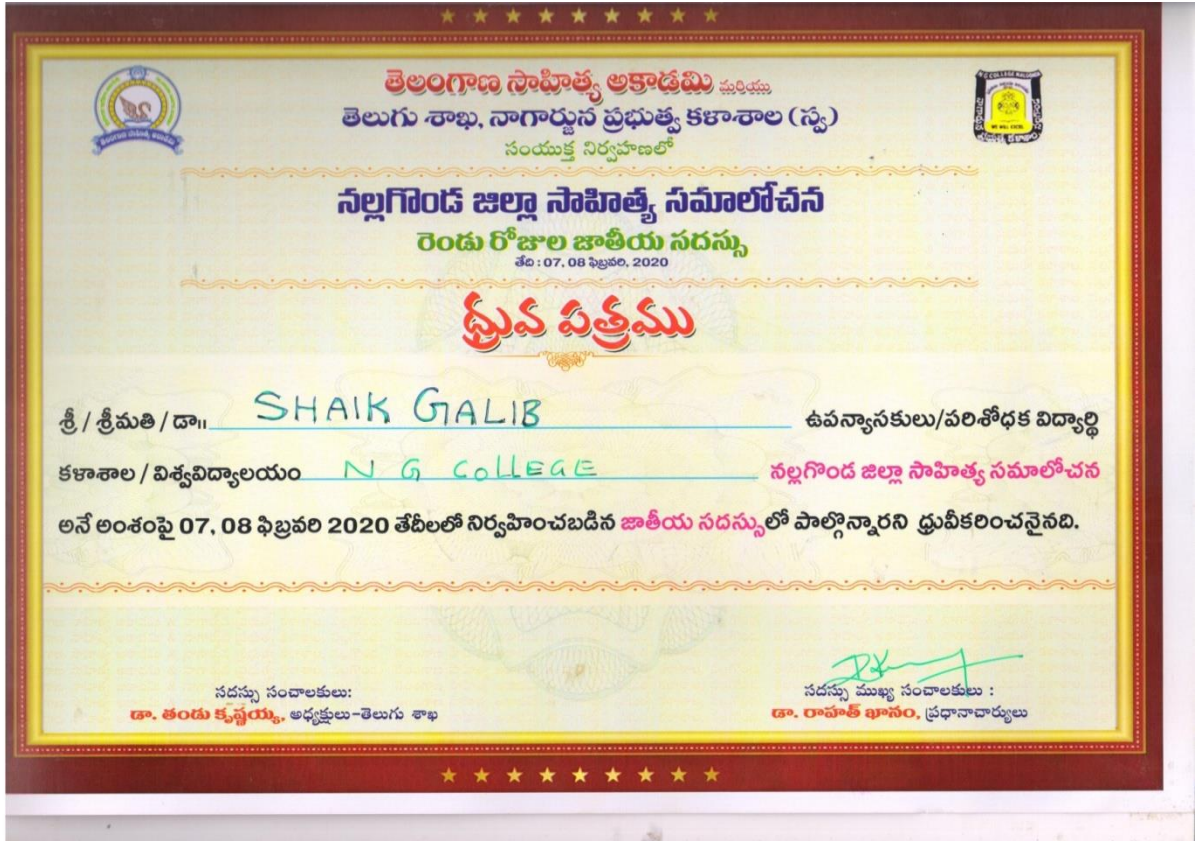 తెలంగాణ సాహిత్య అకాడమి మరియు
తెలుగు శాఖ, నాగార్జున ప్రభుత్వ కళాశాల (స్వ)
సంయుక్త నిర్వహణలో
నల్లగొండ జిల్లా సాహిత్య సమాలోచన
రెండు రోజుల జాతీయ సదస్సు
తేది : 07, 08 ఫిబ్రవరి, 2020
ధ్రువ పత్రము
శ్రీ / శ్రీమతి / డా॥ SHAIK GALIB ఉపన్యాసకులు/పరిశోధక విద్యార్థి
కళాశాల / విశ్వవిద్యాలయం N G COLLEGE నల్లగొండ జిల్లా సాహిత్య సమాలోచన
అనే అంశంపై 07, 08 ఫిబ్రవరి 2020 తేదీలలో నిర్వహించబడిన జాతీయ సదస్సులో పాల్గొన్నారని ధ్రువీకరించనైనది.
సదస్సు సంచాలకులు:
డా. తండు కృష్ణయ్య, అధ్యక్షులు-తెలుగు శాఖ
సదస్సు ముఖ్య సంచాలకులు :
డా. రాహత్ ఖానం, ప్రధానాచార్యులు